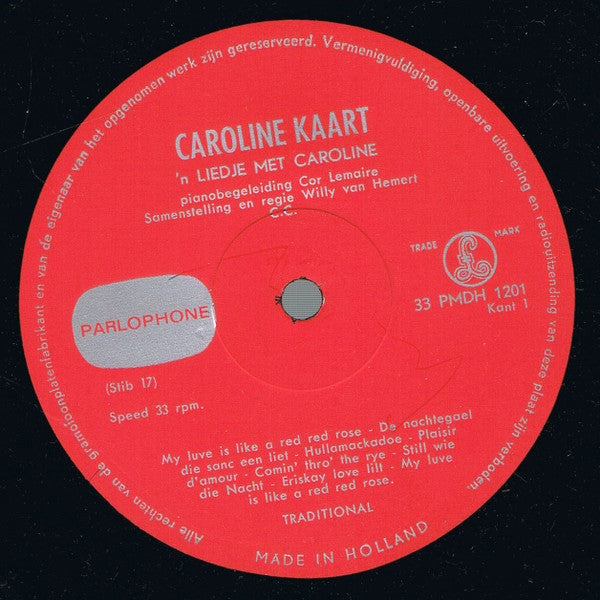 Alle rechten van de gramofoonplatenfabrikant en van de eigenaar van het opgenomen werk zijn gereserveerd. Vermenigvuldiging, openbare uitvoering en radiouitzending van deze plaat zijn verboden.
CAROLINE KAART
'n LIEDJE MET CAROLINE
pianobegeleiding Cor Lemaire
Samenstelling en regie Willy van Hemert
C.C.
TRADE MARK
£
33 PMDH 1201
Kant 1
PARLOPHONE
(Stib 17)
Speed 33 rpm.
My luve is like a red red rose - De nachtegael
die sanc een liet - Hullomackadoe - Plaisir
d'amour - Comin' thro' the rye - Still wie
die Nacht - Eriskay love lilt - My luve
is like a red red rose.
TRADITIONAL
MADE IN HOLLAND